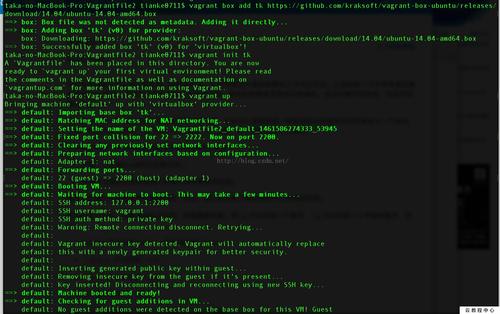 taka-no-MacBook-Pro:Vagrantfile2 tianke0711$ vagrant box add tk https://github.com/kraksoft/vagrant-box-ubuntu/releases/
download/14.04/ubuntu-14.04-amd64.box
==> box: Box file was not detected as metadata. Adding it directly...
==> box: Adding box 'tk' (v0) for provider:
box: Downloading: https://github.com/kraksoft/vagrant-box-ubuntu/releases/download/14.04/ubuntu-14.04-amd64.box
==> box: Successfully added box 'tk' (v0) for 'virtualbox'!
taka-no-MacBook-Pro:Vagrantfile2 tianke0711$ vagrant init tk
A `Vagrantfile` has been placed in this directory. You are now
ready to `vagrant up` your first virtual environment! Please read
the comments in the Vagrantfile as well as documentation on
`vagrantup.com` for more information on using Vagrant.
taka-no-MacBook-Pro:Vagrantfile2 tianke0711$ vagrant up
Bringing machine 'default' up with 'virtualbox' provider...
==> default: Importing base box 'tk'...
==> default: Matching MAC address for NAT networking...
==> default: Setting the name of the VM: Vagrantfile2_default_1461506274333_53945
==> default: Fixed port collision for 22 => 2222. Now on port 2200.
==> default: Clearing any previously set network interfaces...
==> default: Preparing network interfaces based on configuration...
default: Adapter 1: nat
http://blog.csdn.net/
==> default: Forwarding ports...
default: 22 (guest) => 2200 (host) (adapter 1)
==> default: Booting VM...
==> default: Waiting for machine to boot. This may take a few minutes...
default: SSH address: 127.0.0.1:2200
default: SSH username: vagrant
default: SSH auth method: private key
default: Warning: Remote connection disconnect. Retrying...
default:
default: Vagrant insecure key detected. Vagrant will automatically replace
default: this with a newly generated keypair for better security.
default:
default: Inserting generated public key within guest...
default: Removing insecure key from the guest if it's present...
default: Key inserted! Disconnecting and reconnecting using new SSH key...
==> default: Machine booted and ready!
==> default: Checking for guest additions in VM...
default: No guest additions were detected on the base box for this VM! Guest
云教程中心